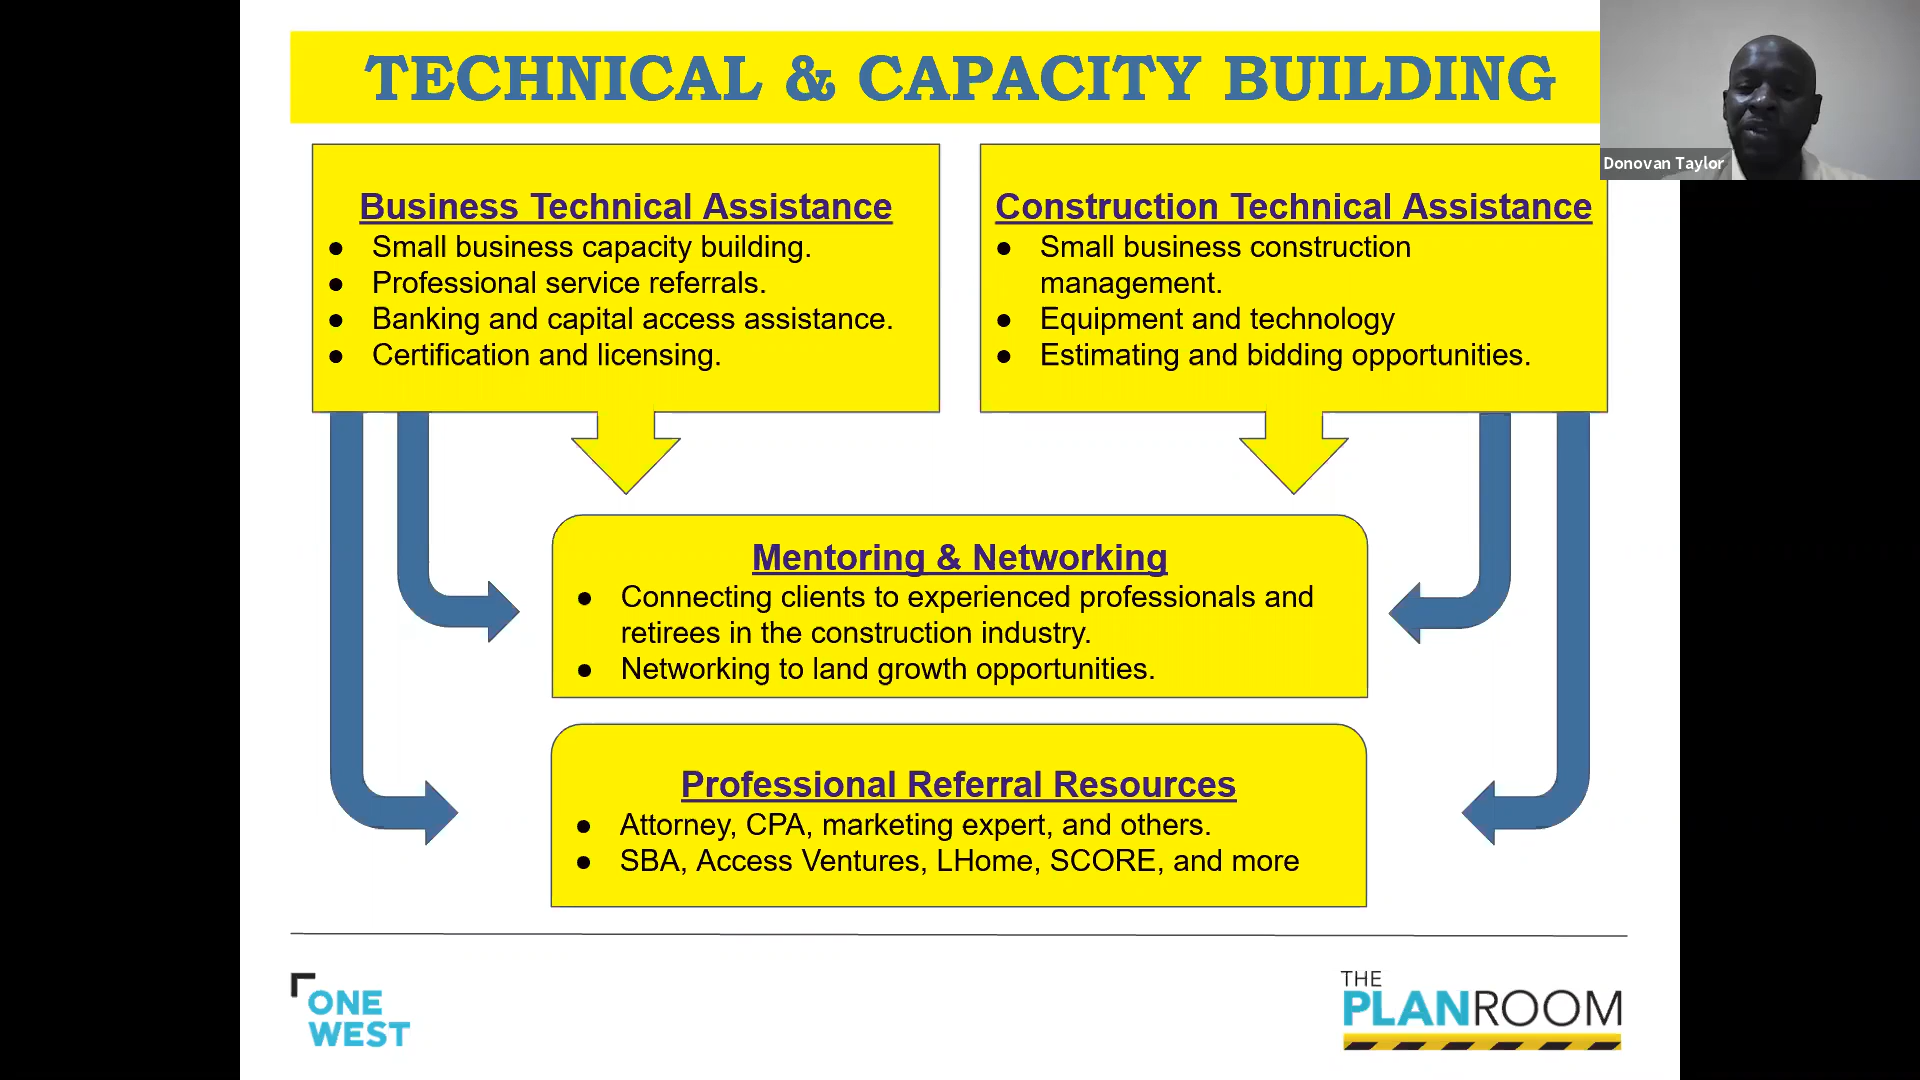 TECHNICAL & CAPACITY BUILDING
Donovan Taylor
Business Technical Assistance
● Small business capacity building.
● Professional service referrals.
● Banking and capital access assistance.
● Certification and licensing.
Construction Technical Assistance
● Small business construction
management.
● Equipment and technology
● Estimating and bidding opportunities.
Mentoring & Networking
● Connecting clients to experienced professionals and
retirees in the construction industry.
● Networking to land growth opportunities.
Professional Referral Resources
● Attorney, CPA, marketing expert, and others.
● SBA, Access Ventures, LHome, SCORE, and more
ONE
WEST
THE
PLANROOM